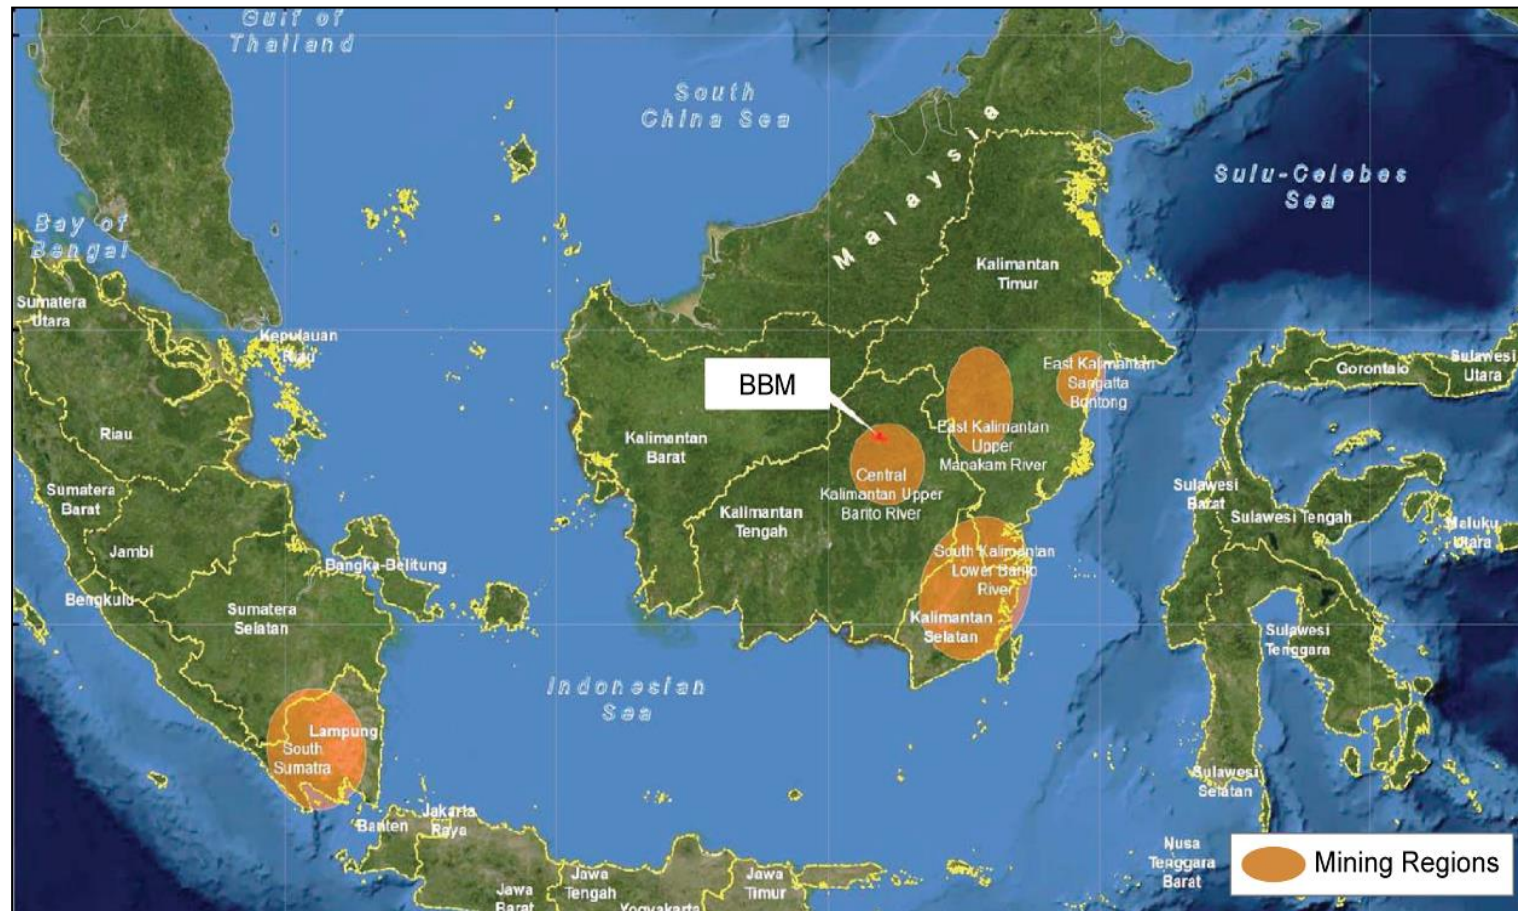 Gulf of
Thailand
South
China Sea
Malaysia
Sulu-Celebes
Sea
Bay of
Bengal
Kalimantan
Timur
Sumatera
Utara
Kepulauan
Riau
East Kalimantan
Sangatta
Bontong
Gorontalo
Sulawesi
Utara
BBM
Riau
Kalimantan
Barat
East Kalimantan
Upper
Manakam River
Central
Kalimantan Upper
Barito River
Sumatra
Barat
Kalimantan
Tengah
Sulawesi
Barat
Sulawesi Tengah
Maluku
Utara
Jambi
Bangka-Belitung
South Kalimantan
Lower Barito
River
Bengkulu
Sumatera
Selatan
Kalimantan
Selatan
Sulawesi
Tenggara
Indonesian
Sea
Lampung
South
Sumatra
Sulawesi
Selatan
Jakarta
Raya
Banten
Nusa
Tenggara
Barat
Mining Regions
Jawa
Barat
Jawa
Tengah
Yogyakarta
Jawa
Timur